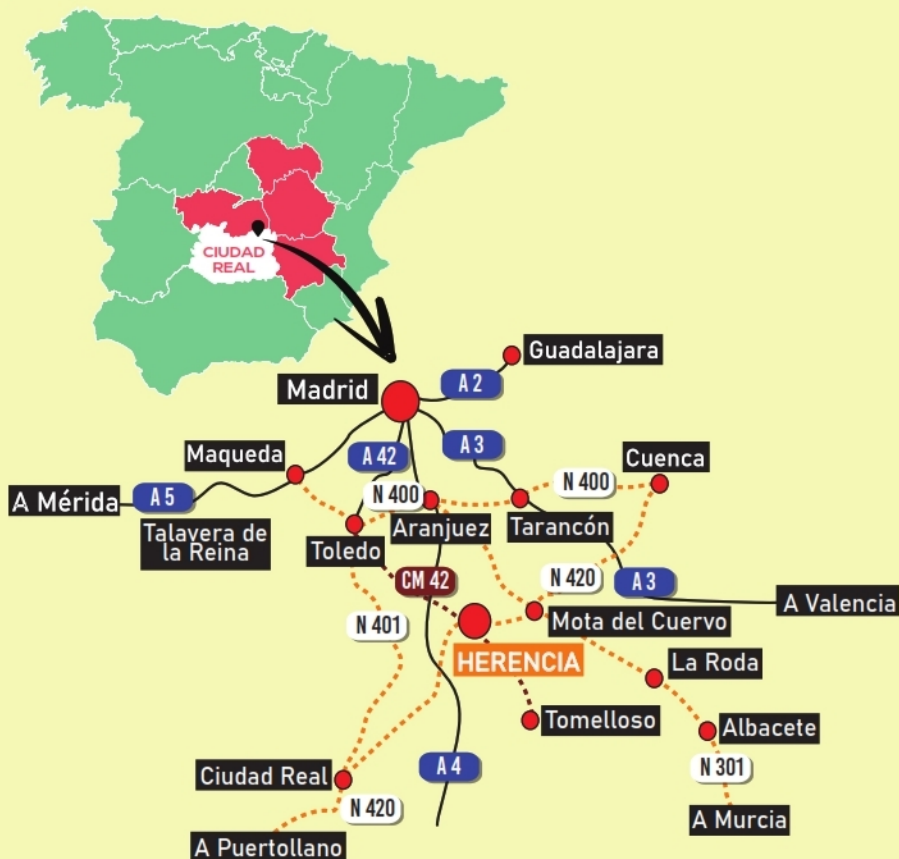 CIUDAD
REAL
Guadalajara
Madrid
A 2
Maqueda
A 42
A 3
Cuenca
A Mérida
A 5
N 400
N 400
Talavera de
la Reina
Toledo
Aranjuez
Tarancón
CM 42
N 420
A 3
A Valencia
N 401
Mota del Cuervo
HERENCIA
La Roda
Tomelloso
Albacete
Ciudad Real
A 4
N 301
N 420
A Murcia
A Puertollano